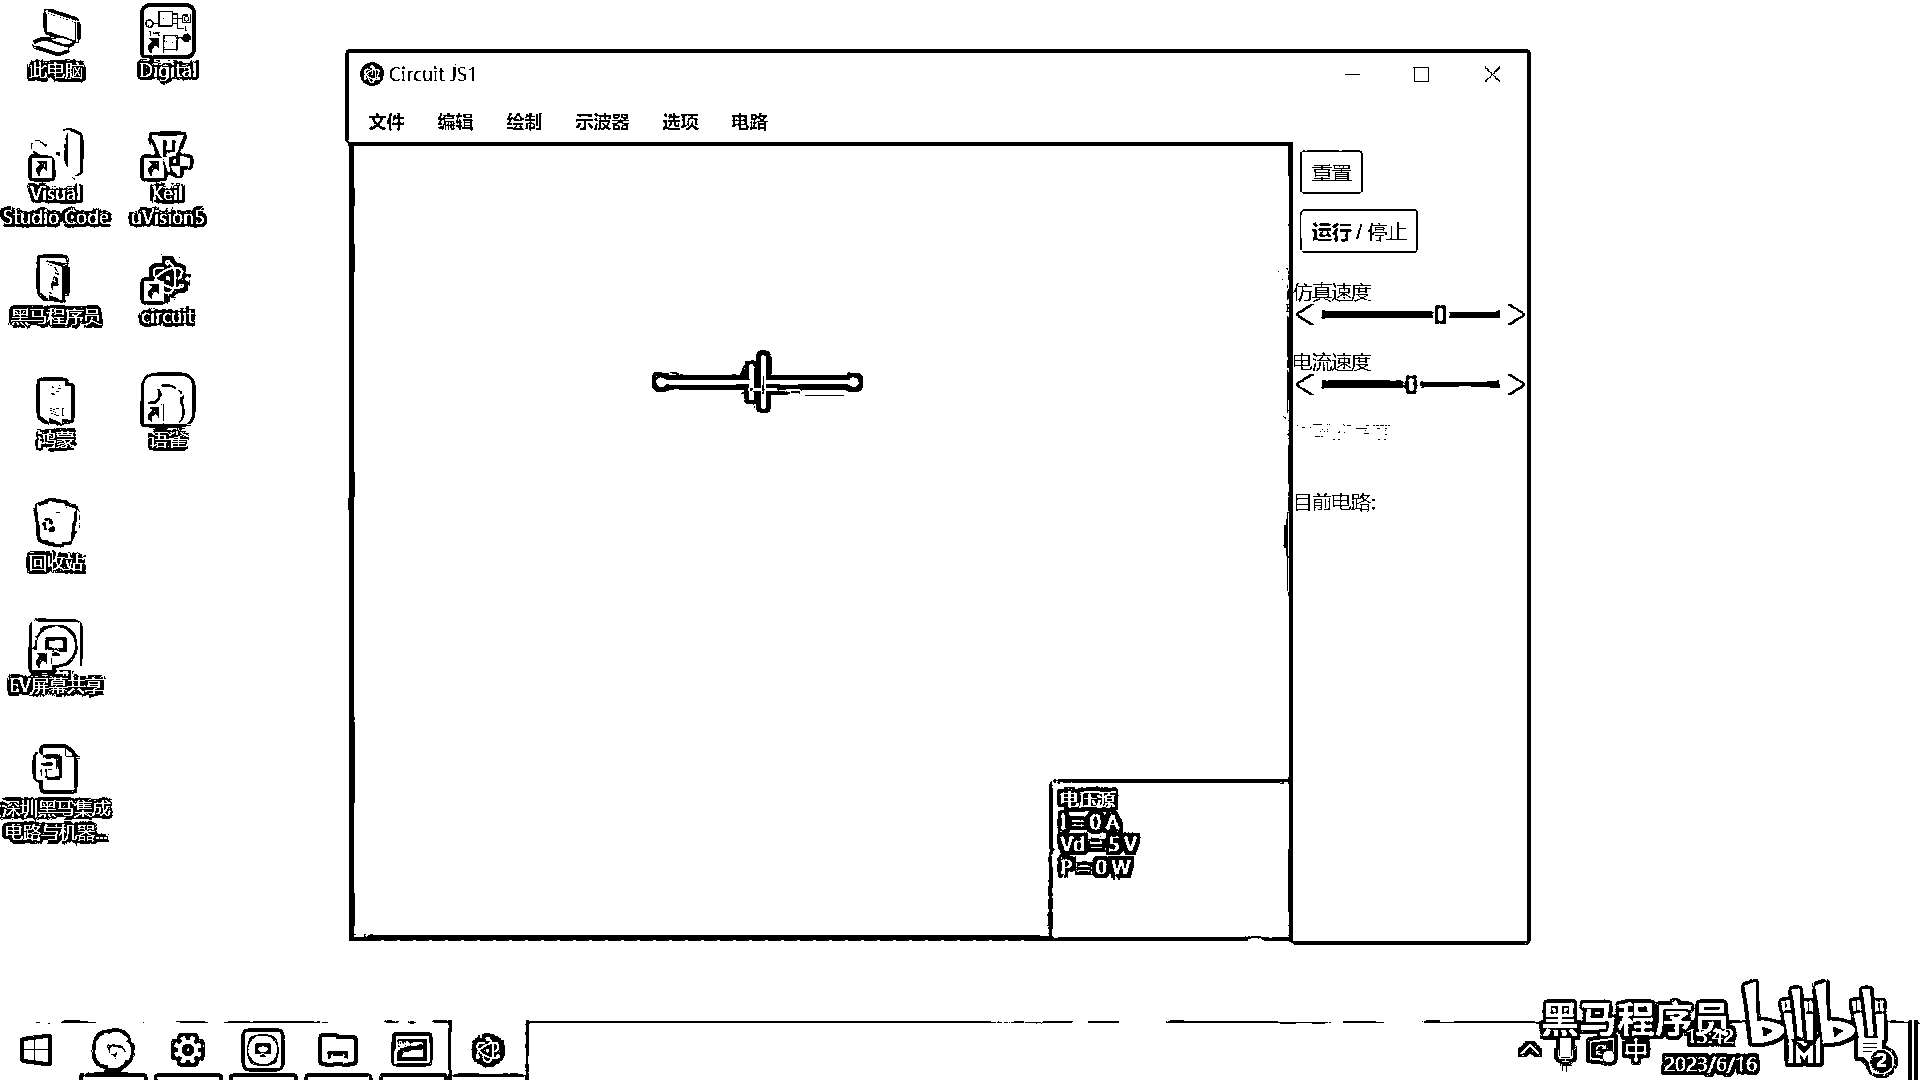 此电脑
Digital
Visual
Studio Code
Keil
uVision5
黑马程序员
circuit
鸿蒙
语雀
回收站
EV屏幕共享
深圳黑马集成
电路与机器...
Circuit JS1
文件 编辑 绘制 示波器 选项 电路
重置
运行 / 停止
仿真速度
电流速度
目前电路:
电压源
I = 0 A
Vd = 5 V
P = 0 W
黑马程序员 bilibili
15:42
中
2023/6/16
2